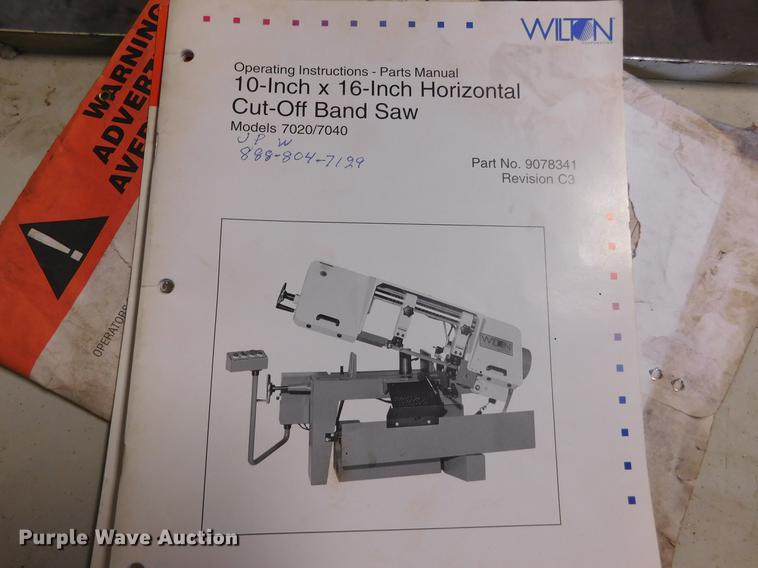 WARNING
ADVERT
AVER
OPERATORS
WILTON
CORPORATION
Operating Instructions - Parts Manual
10-Inch x 16-Inch Horizontal
Cut-Off Band Saw
Models 7020/7040
JPW
888-804-7129
Part No. 9078341
Revision C3
WILTON
Purple Wave Auction